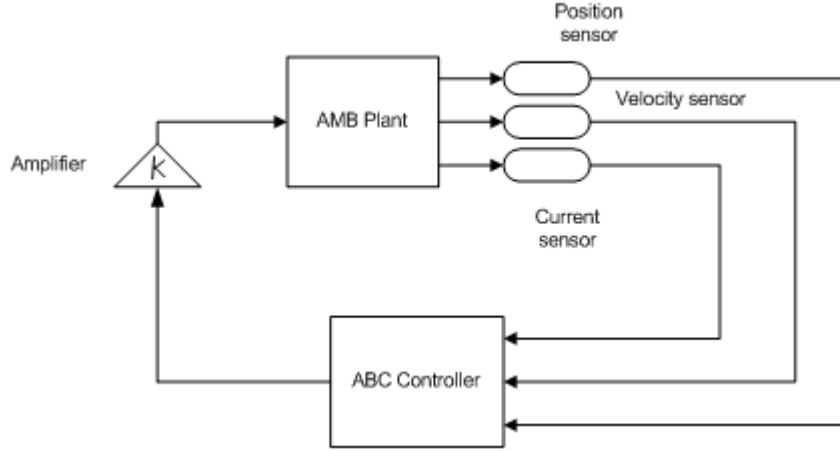 Position
sensor
Velocity sensor
AMB Plant
Amplifier
K
Current
sensor
ABC Controller